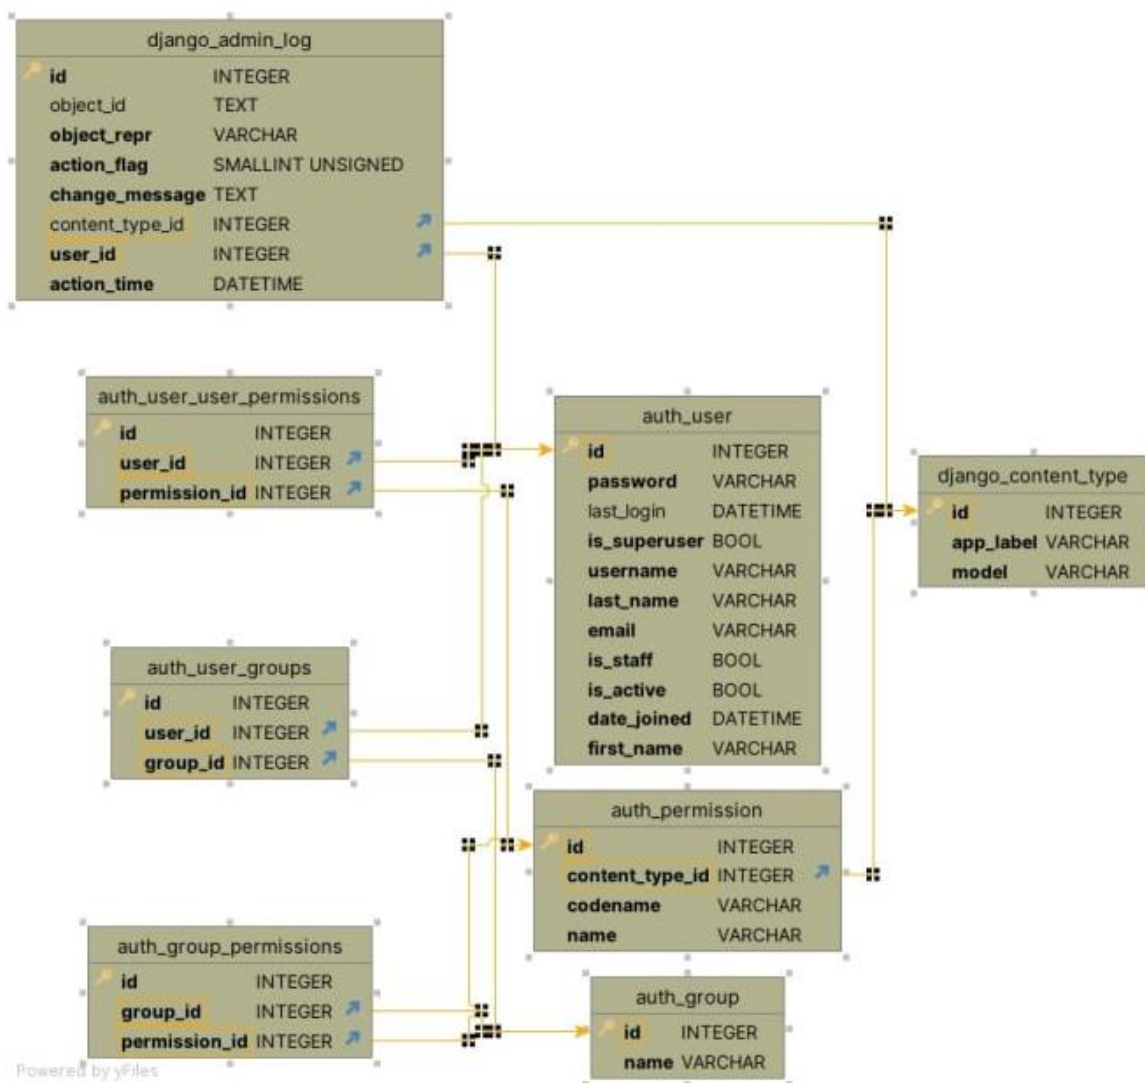 django_admin_log
id INTEGER
object_id TEXT
object_repr VARCHAR
action_flag SMALLINT UNSIGNED
change_message TEXT
content_type_id INTEGER
user_id INTEGER
action_time DATETIME
auth_user_user_permissions
id INTEGER
user_id INTEGER
permission_id INTEGER
auth_user
id INTEGER
password VARCHAR
last_login DATETIME
is_superuser BOOL
username VARCHAR
last_name VARCHAR
email VARCHAR
is_staff BOOL
is_active BOOL
date_joined DATETIME
first_name VARCHAR
django_content_type
id INTEGER
app_label VARCHAR
model VARCHAR
auth_user_groups
id INTEGER
user_id INTEGER
group_id INTEGER
auth_permission
id INTEGER
content_type_id INTEGER
codename VARCHAR
name VARCHAR
auth_group_permissions
id INTEGER
group_id INTEGER
permission_id INTEGER
auth_group
id INTEGER
name VARCHAR
Powered by yFiles